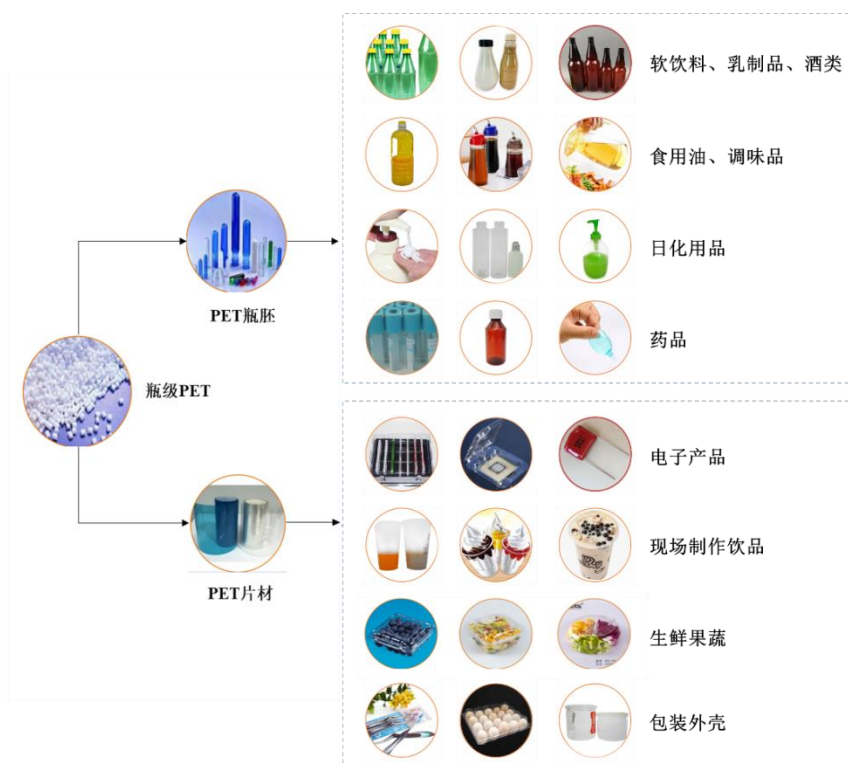 软饮料、乳制品、酒类
食用油、调味品
日化用品
PET瓶胚
药品
瓶级PET
电子产品
现场制作饮品
PET片材
生鲜果蔬
包装外壳